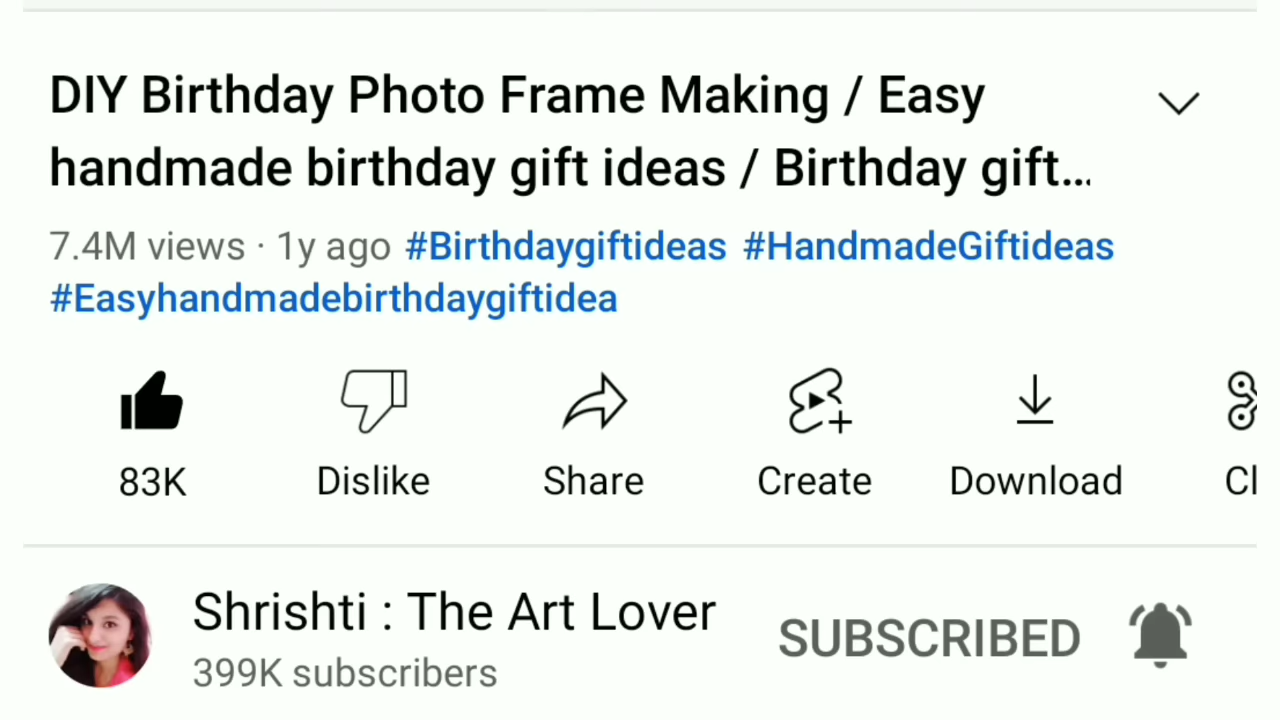 DIY Birthday Photo Frame Making / Easy
handmade birthday gift ideas / Birthday gift...
7.4M views · 1y ago #Birthdaygiftideas #HandmadeGiftideas
#Easyhandmadebirthdaygiftidea
83K Dislike Share Create Download Cl
Shrishti : The Art Lover
SUBSCRIBED
399K subscribers